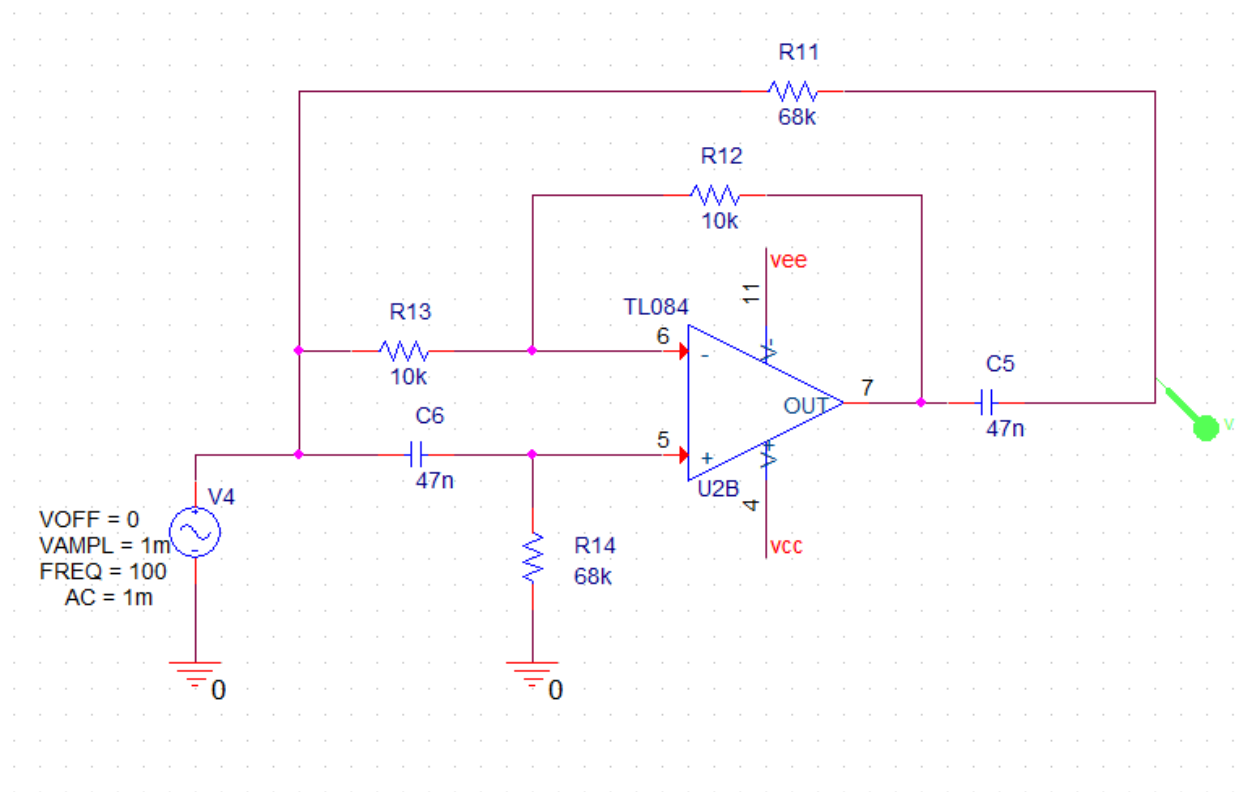 R11
68k
R12
10k
vee
11
TL084
R13
10k
6
-
V-
C6
47n
OUT
7
C5
47n
5
+
V+
U2B
4
vcc
V4
VOFF = 0
VAMPL = 1m
FREQ = 100
AC = 1m
+
-
R14
68k
0
0